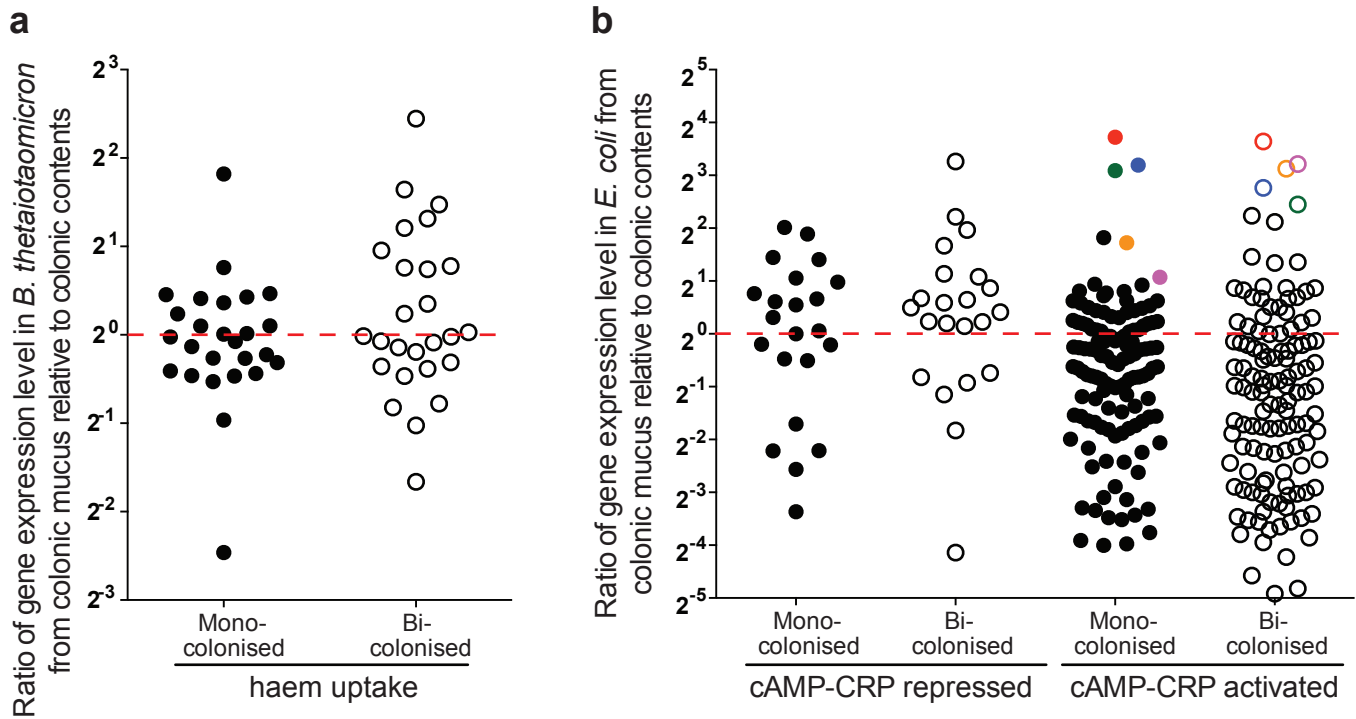 a
Ratio of gene expression level in B. thetaiotaomicron
from colonic mucus relative to colonic contents
2^3
2^2
2^1
2^0
2^-1
2^-2
2^-3
Mono-
colonised
Bi-
colonised
haem uptake
b
Ratio of gene expression level in E. coli from
colonic mucus relative to colonic contents
2^5
2^4
2^3
2^2
2^1
2^0
2^-1
2^-2
2^-3
2^-4
2^-5
Mono-
colonised
Bi-
colonised
Mono-
colonised
Bi-
colonised
cAMP-CRP repressed
cAMP-CRP activated